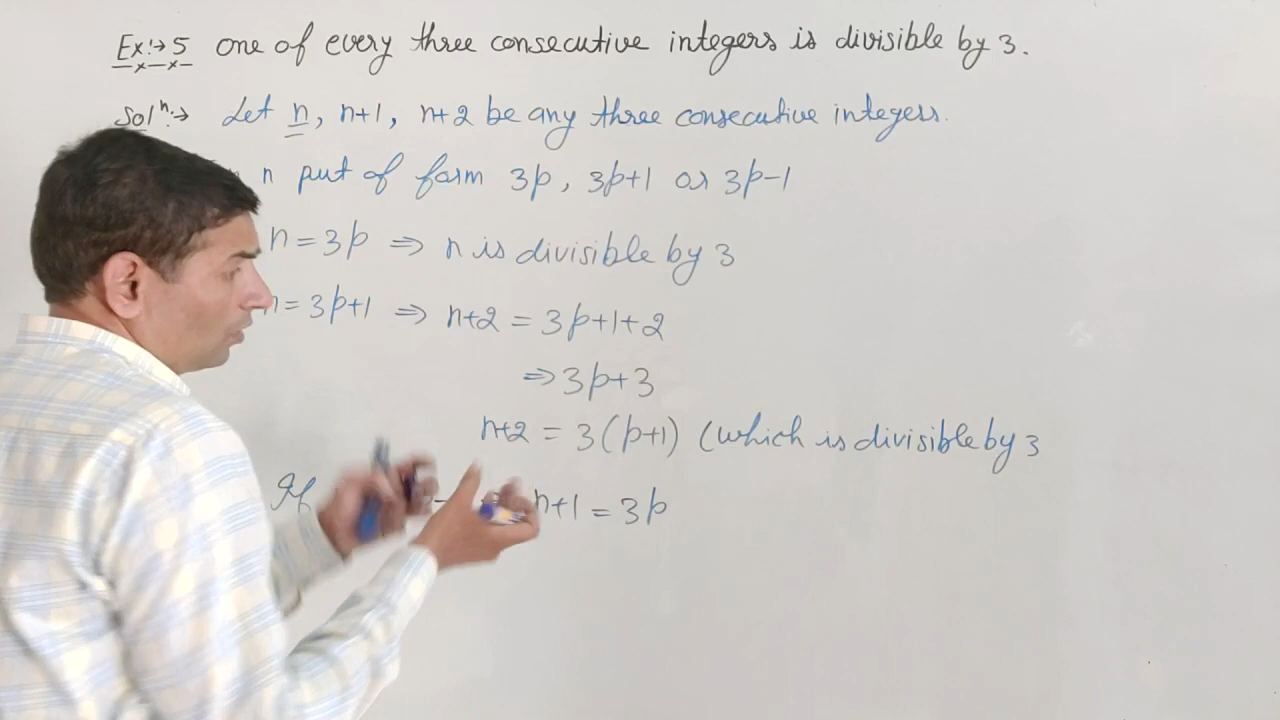 Ex:→ 5 one of every three consecutive integers is divisible by 3.
Solⁿ:→ Let n, n+1, n+2 be any three consecutive integers.
n put of form 3p, 3p+1 or 3p-1
n = 3p ⇒ n is divisible by 3
n = 3p+1 ⇒ n+2 = 3p+1+2
⇒ 3p+3
n+2 = 3(p+1) (which is divisible by 3
If n+1 = 3p